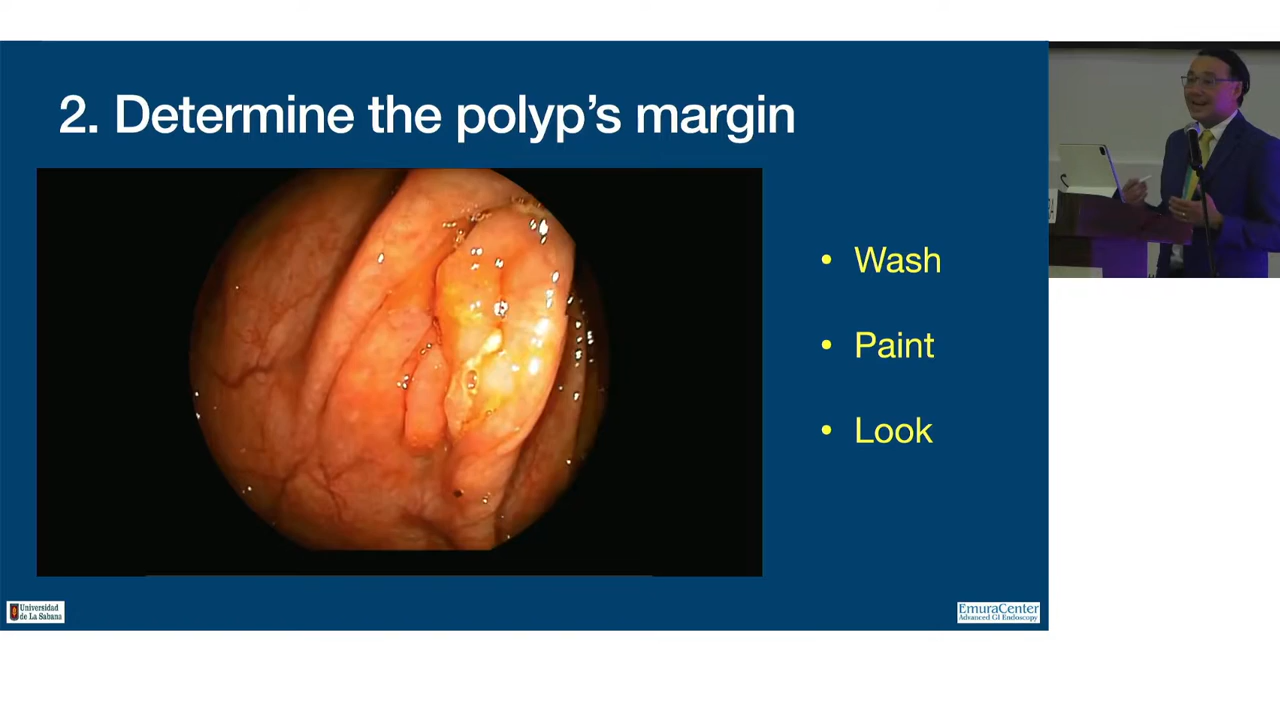 2. Determine the polyp's margin
• Wash
• Paint
• Look
Universidad
de La Sabana
EmuraCenter
Advanced GI Endoscopy